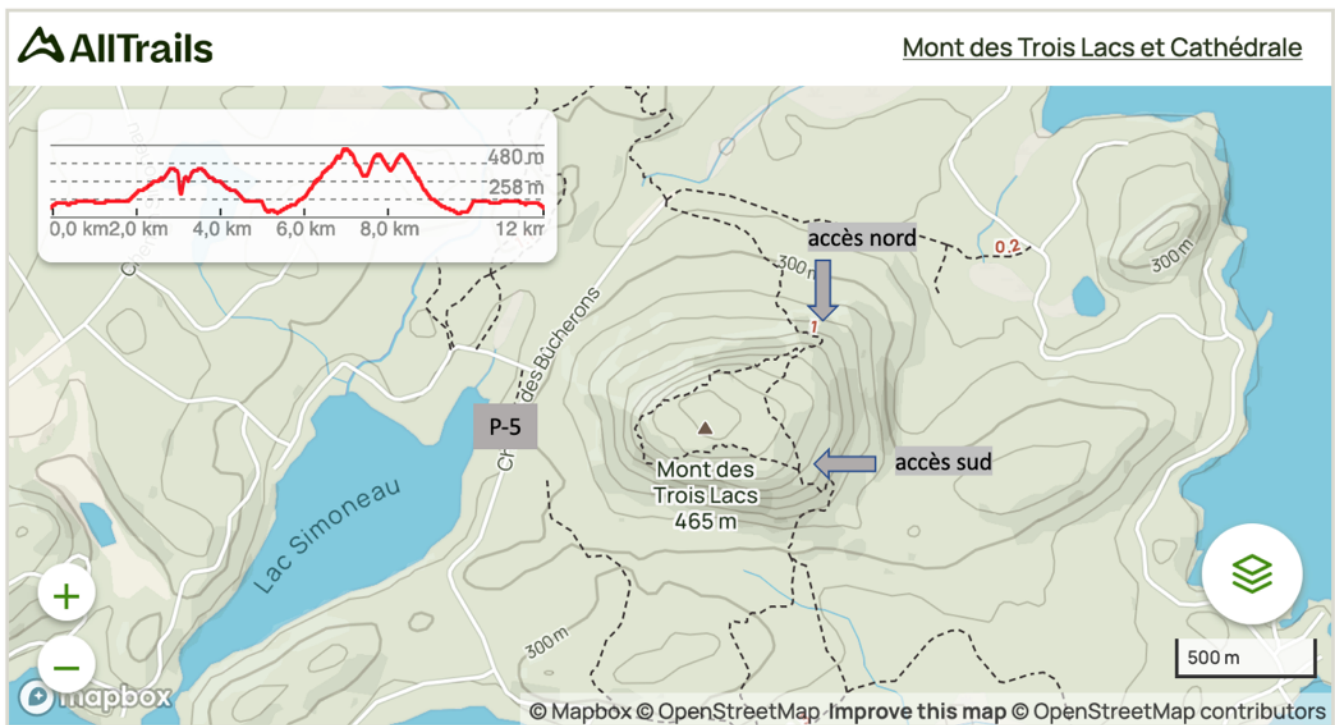 AllTrails
Mont des Trois Lacs et Cathédrale
480 m
258 m
0,0 km 2,0 km 4,0 km 6,0 km 8,0 km 12 km
accès nord
0.2
300 m
300 m
1
des Bûcherons
P-5
accès sud
Mont des
Trois Lacs
465 m
Lac Simoneau
300 m
+
−
500 m
mapbox
© Mapbox © OpenStreetMap Improve this map © OpenStreetMap contributors